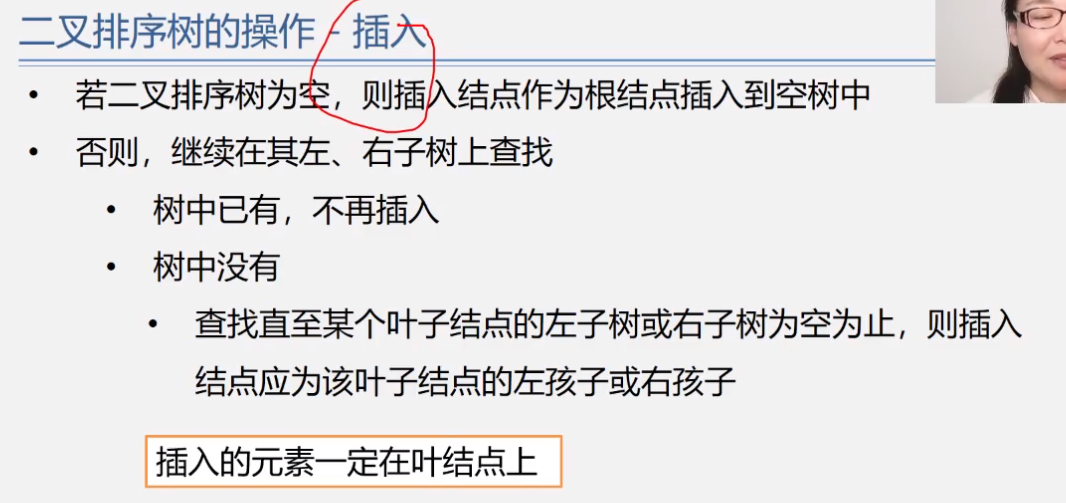 二叉排序树的操作 - 插入
• 若二叉排序树为空，则插入结点作为根结点插入到空树中
• 否则，继续在其左、右子树上查找
• 树中已有，不再插入
• 树中没有
• 查找直至某个叶子结点的左子树或右子树为空为止，则插入
结点应为该叶子结点的左孩子或右孩子
插入的元素一定在叶结点上